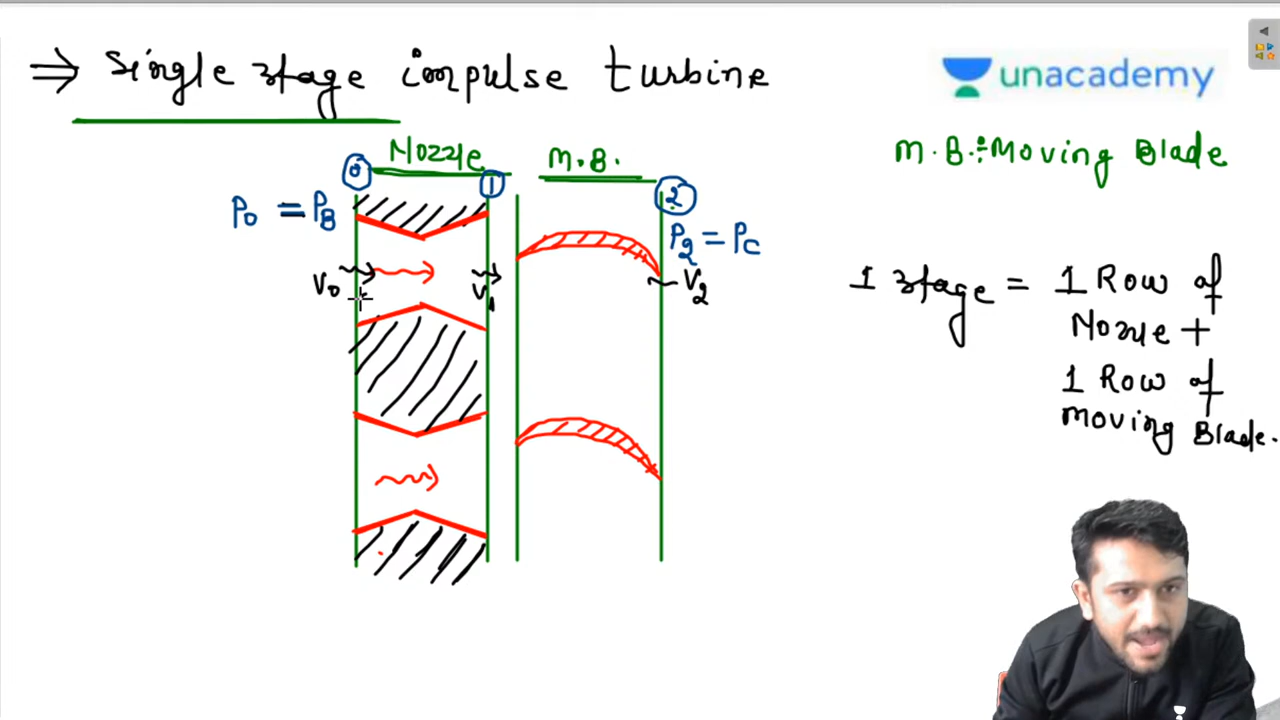 ⇒ Single stage impulse turbine
unacademy
Nozzle
M.B.
M.B.:- Moving Blade
0
1
2
P0 = PB
P2 = PC
V0
V1
V2
1 stage = 1 Row of
Nozzle +
1 Row of
Moving Blade.